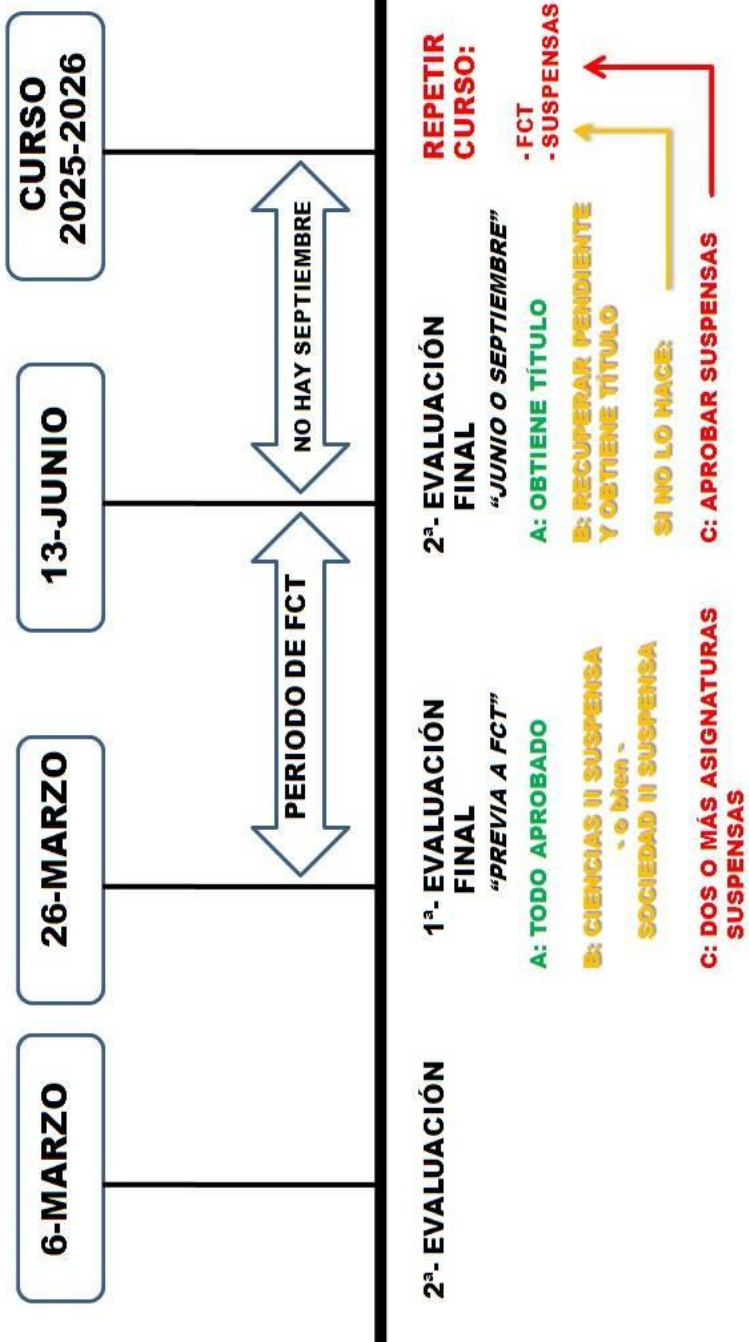 6-MARZO
26-MARZO
13-JUNIO
CURSO
2025-2026
PERIODO DE FCT
NO HAY SEPTIEMBRE
2ª- EVALUACIÓN
1ª- EVALUACIÓN
FINAL
“PREVIA A FCT”
A: TODO APROBADO
B: CIENCIAS II SUSPENSA
- o bien -
SOCIEDAD II SUSPENSA
C: DOS O MÁS ASIGNATURAS
SUSPENSAS
2ª- EVALUACIÓN
FINAL
“JUNIO O SEPTIEMBRE”
A: OBTIENE TÍTULO
B: RECUPERAR PENDIENTE
Y OBTIENE TÍTULO
SI NO LO HACE:
C: APROBAR SUSPENSAS
REPETIR
CURSO:
- FCT
- SUSPENSAS